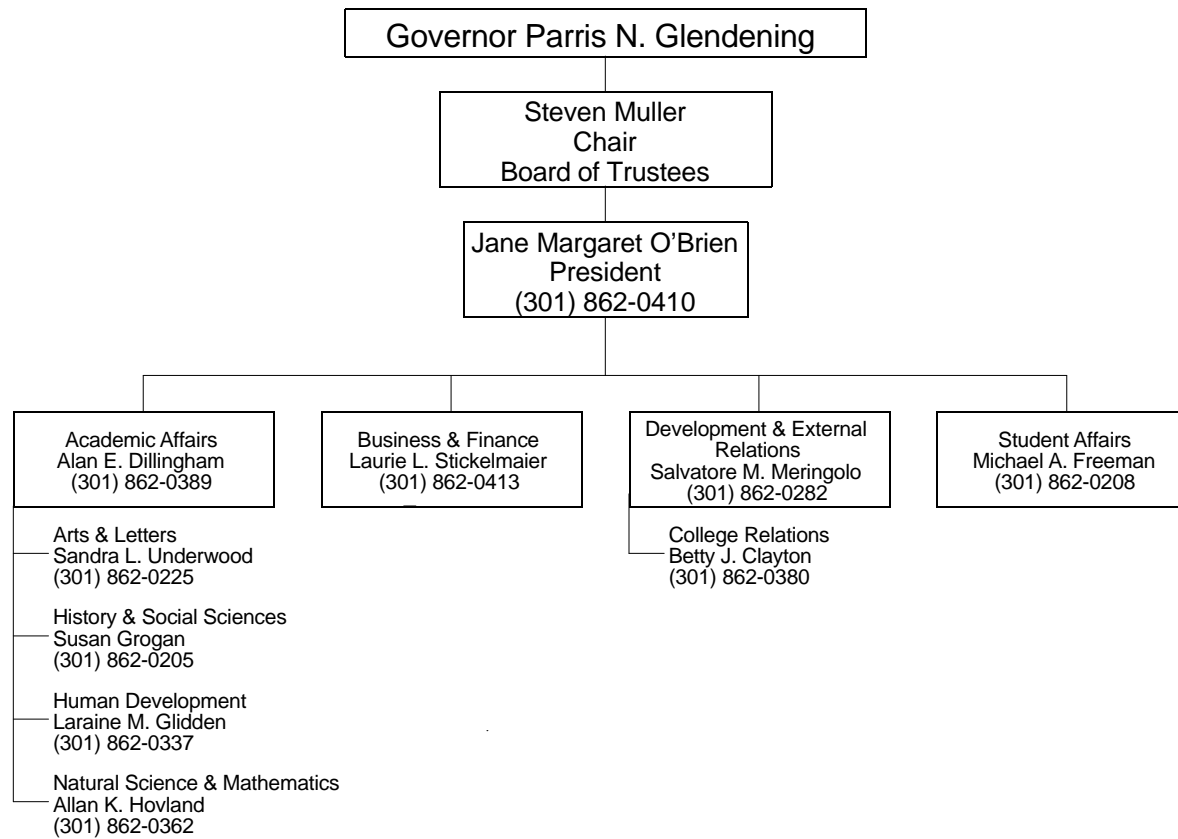 Governor Parris N. Glendening
Steven Muller
Chair
Board of Trustees
Jane Margaret O'Brien
President
(301) 862-0410
Academic Affairs
Alan E. Dillingham
(301) 862-0389
Arts & Letters
Sandra L. Underwood
(301) 862-0225
History & Social Sciences
Susan Grogan
(301) 862-0205
Human Development
Laraine M. Glidden
(301) 862-0337
Natural Science & Mathematics
Allan K. Hovland
(301) 862-0362
Business & Finance
Laurie L. Stickelmaier
(301) 862-0413
Development & External
Relations
Salvatore M. Meringolo
(301) 862-0282
College Relations
Betty J. Clayton
(301) 862-0380
Student Affairs
Michael A. Freeman
(301) 862-0208